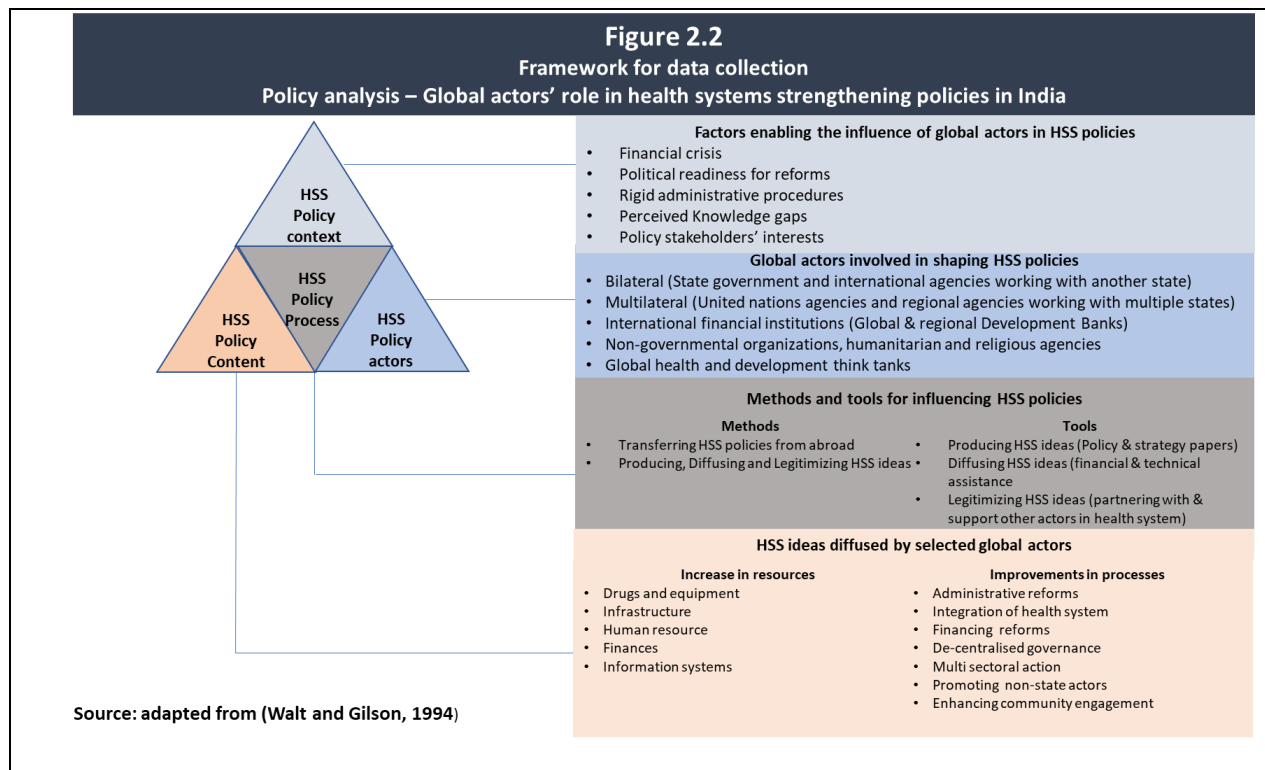 Figure 2.2
Framework for data collection
Policy analysis – Global actors’ role in health systems strengthening policies in India
HSS
Policy
context
HSS
Policy
Process
HSS
Policy
Content
HSS
Policy
actors
Factors enabling the influence of global actors in HSS policies
• Financial crisis
• Political readiness for reforms
• Rigid administrative procedures
• Perceived Knowledge gaps
• Policy stakeholders’ interests
Global actors involved in shaping HSS policies
• Bilateral (State government and international agencies working with another state)
• Multilateral (United nations agencies and regional agencies working with multiple states)
• International financial institutions (Global & regional Development Banks)
• Non-governmental organizations, humanitarian and religious agencies
• Global health and development think tanks
Methods and tools for influencing HSS policies
Methods
• Transferring HSS policies from abroad
• Producing, Diffusing and Legitimizing HSS ideas
Tools
• Producing HSS ideas (Policy & strategy papers)
• Diffusing HSS ideas (financial & technical
assistance
• Legitimizing HSS ideas (partnering with &
support other actors in health system)
HSS ideas diffused by selected global actors
Increase in resources
• Drugs and equipment
• Infrastructure
• Human resource
• Finances
• Information systems
Improvements in processes
• Administrative reforms
• Integration of health system
• Financing reforms
• De-centralised governance
• Multi sectoral action
• Promoting non-state actors
• Enhancing community engagement
Source: adapted from (Walt and Gilson, 1994)